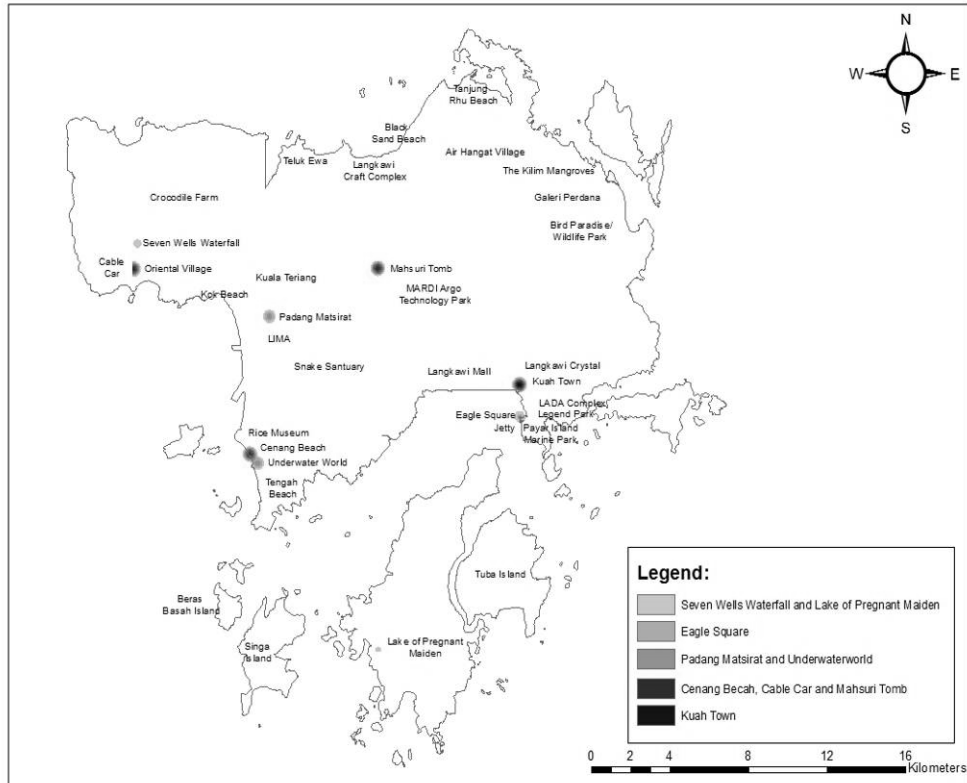 N
W
E
S
Tanjung
Rhu Beach
Black
Sand Beach
Teluk Ewa
Langkawi
Craft Complex
Air Hangat Village
The Kilim Mangroves
Crocodile Farm
Galeri Perdana
Bird Paradise/
Wildlife Park
Seven Wells Waterfall
Cable
Car
Oriental Village
Kuala Teriang
Mahsuri Tomb
MARDI Argo
Technology Park
Kok Beach
Padang Matsirat
LIMA
Snake Santuary
Langkawi Mall
Langkawi Crystal
Kuah Town
LADA Complex
Legend Park
Eagle Square
Jetty
Payar Island
Marine Park
Rice Museum
Cenang Beach
Underwater World
Tengah
Beach
Tuba Island
Beras
Basah Island
Singa
Island
Lake of Pregnant
Maiden
Legend:
Seven Wells Waterfall and Lake of Pregnant Maiden
Eagle Square
Padang Matsirat and Underwaterworld
Cenang Becah, Cable Car and Mahsuri Tomb
Kuah Town
0 2 4 8 12 16
Kilometers